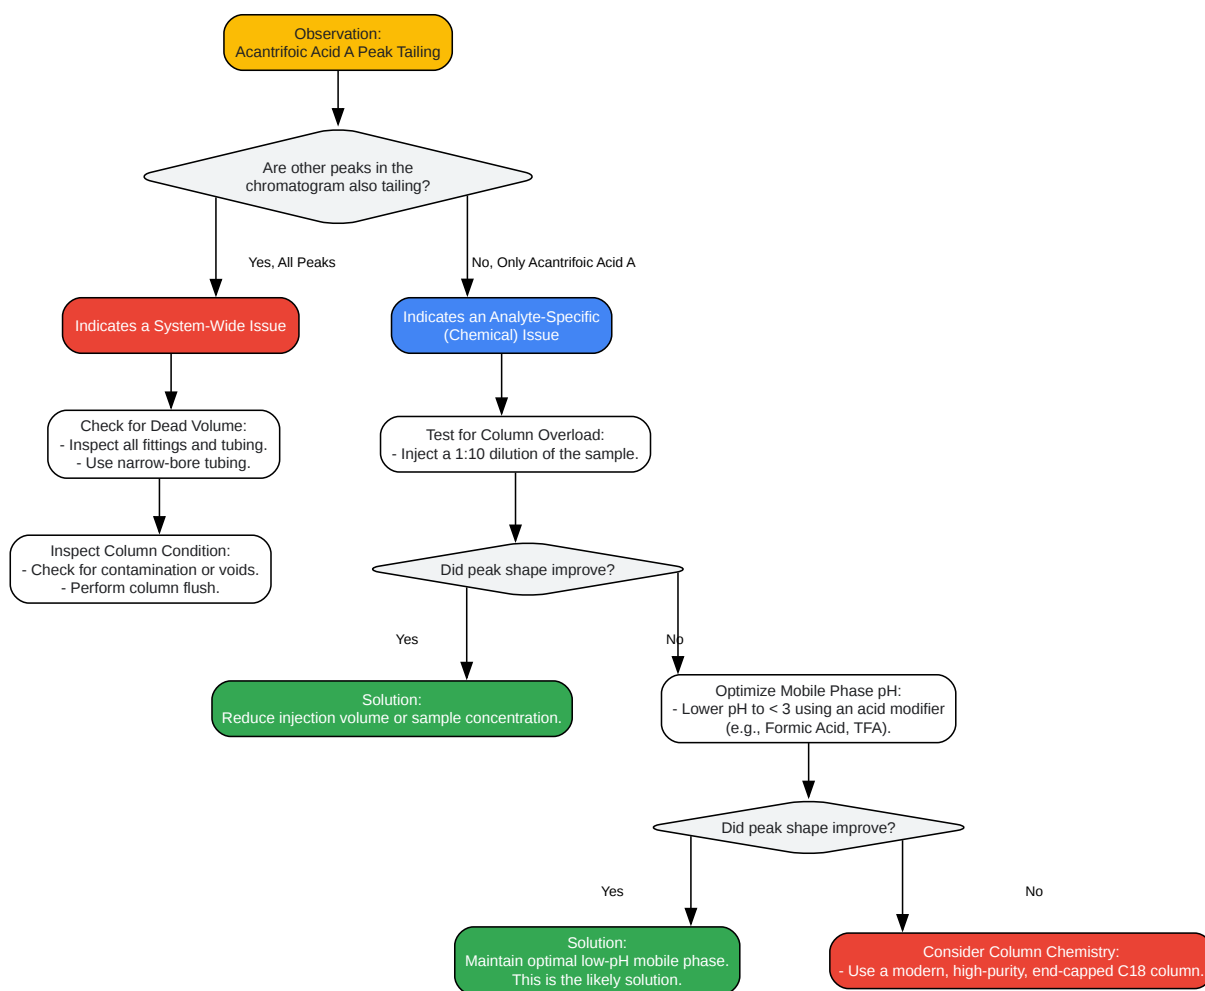 Observation:
Acantrifoic Acid A Peak Tailing
Are other peaks in the
chromatogram also tailing?
Yes, All Peaks
No, Only Acantrifoic Acid A
Indicates a System-Wide Issue
Indicates an Analyte-Specific
(Chemical) Issue
Check for Dead Volume:
- Inspect all fittings and tubing.
- Use narrow-bore tubing.
Test for Column Overload:
- Inject a 1:10 dilution of the sample.
Inspect Column Condition:
- Check for contamination or voids.
- Perform column flush.
Did peak shape improve?
Yes
No
Solution:
Reduce injection volume or sample concentration.
Optimize Mobile Phase pH:
- Lower pH to < 3 using an acid modifier
(e.g., Formic Acid, TFA).
Did peak shape improve?
Yes
No
Solution:
Maintain optimal low-pH mobile phase.
This is the likely solution.
Consider Column Chemistry:
- Use a modern, high-purity, end-capped C18 column.